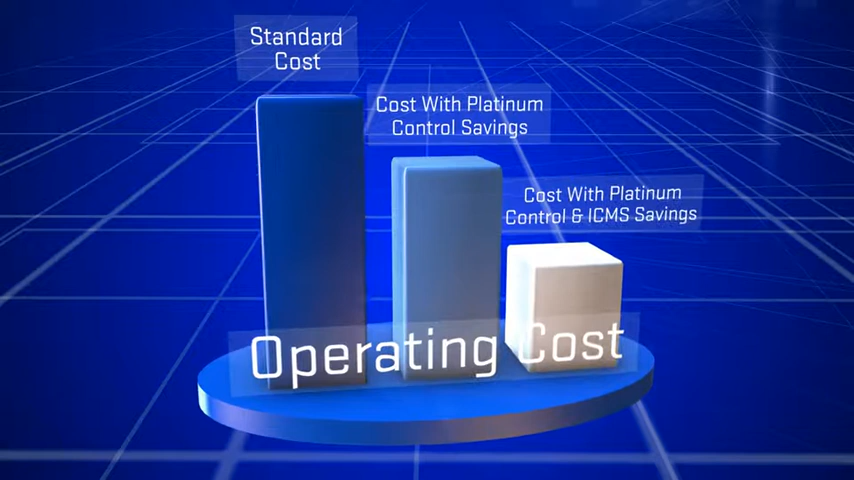 Standard
Cost
Cost With Platinum
Control Savings
Cost With Platinum
Control & ICMS Savings
Operating Cost